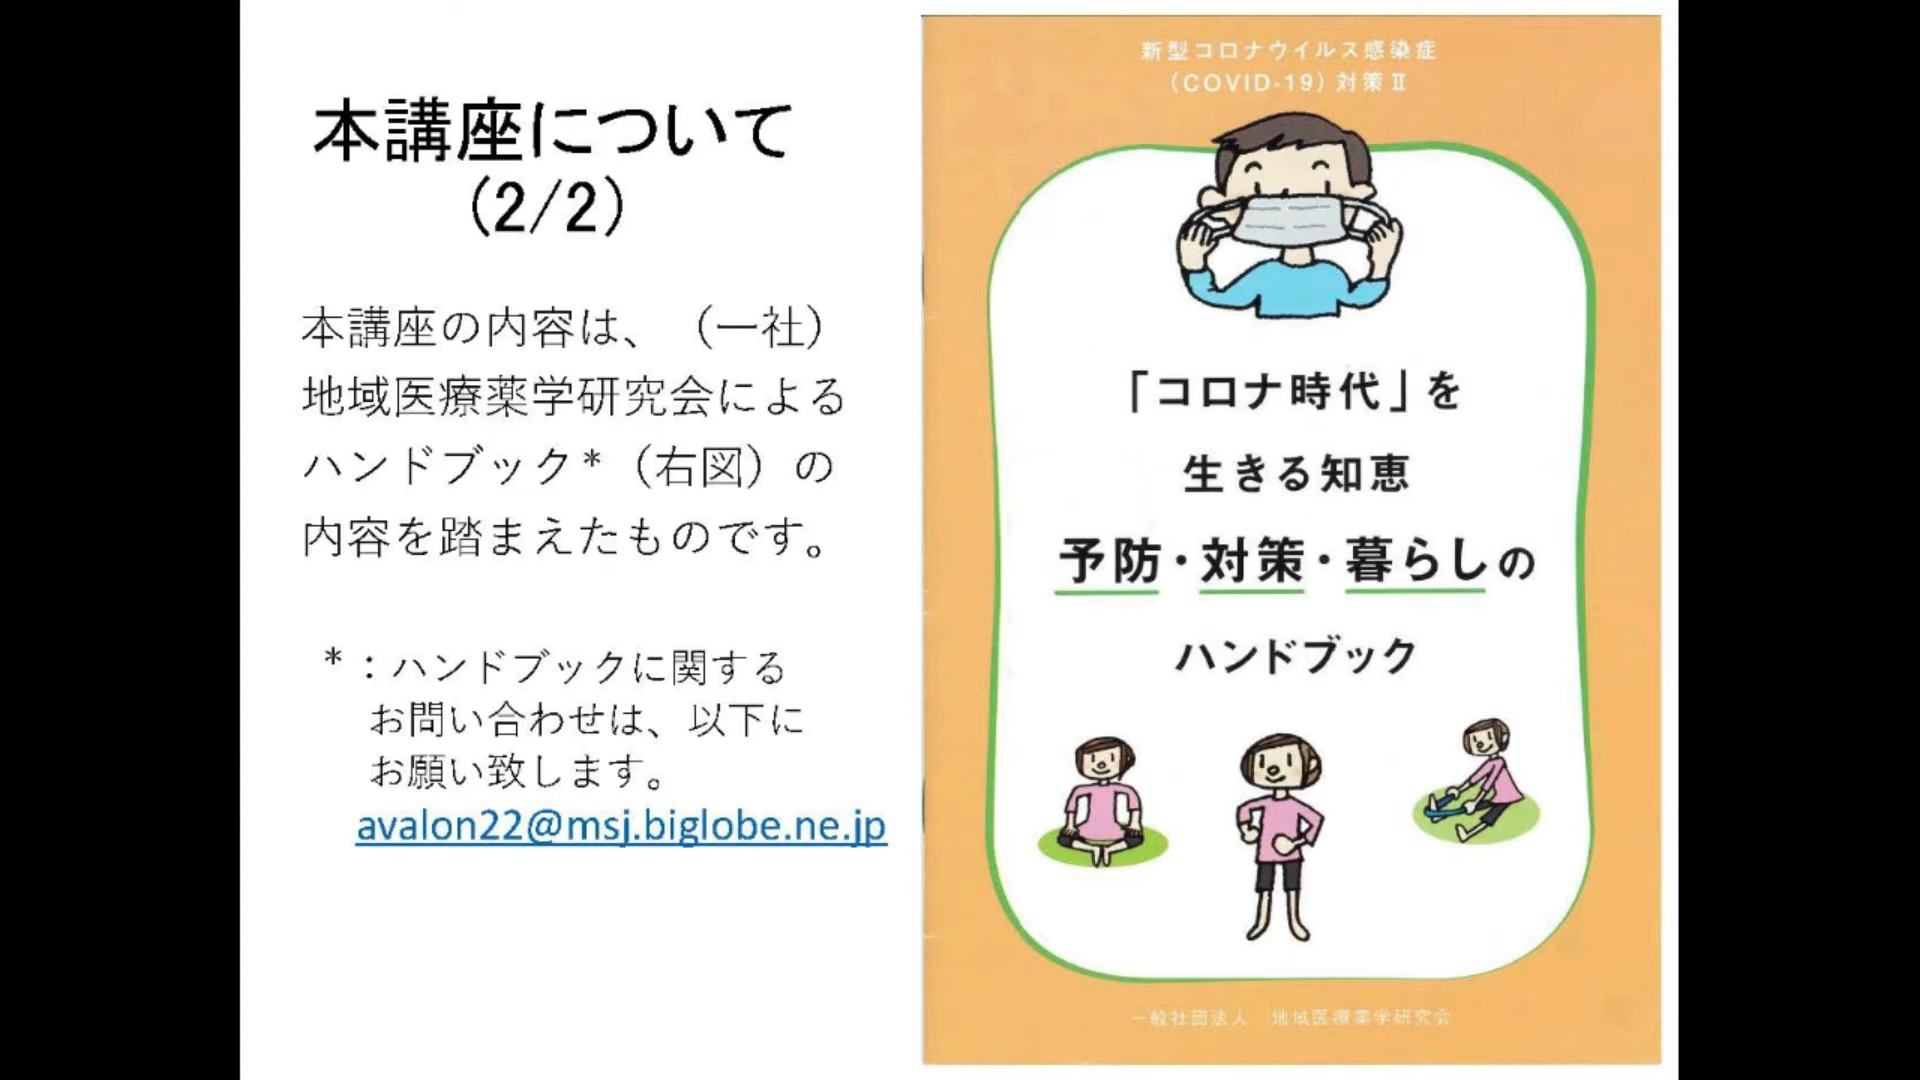 本講座について
(2/2)
本講座の内容は、（一社）
地域医療薬学研究会による
ハンドブック*（右図）の
内容を踏まえたものです。
*：ハンドブックに関する
お問い合わせは、以下に
お願い致します。
avalon22@msj.biglobe.ne.jp
新型コロナウイルス感染症
（COVID-19）対策Ⅱ
「コロナ時代」を
生きる知恵
予防・対策・暮らしの
ハンドブック
一般社団法人　地域医療薬学研究会